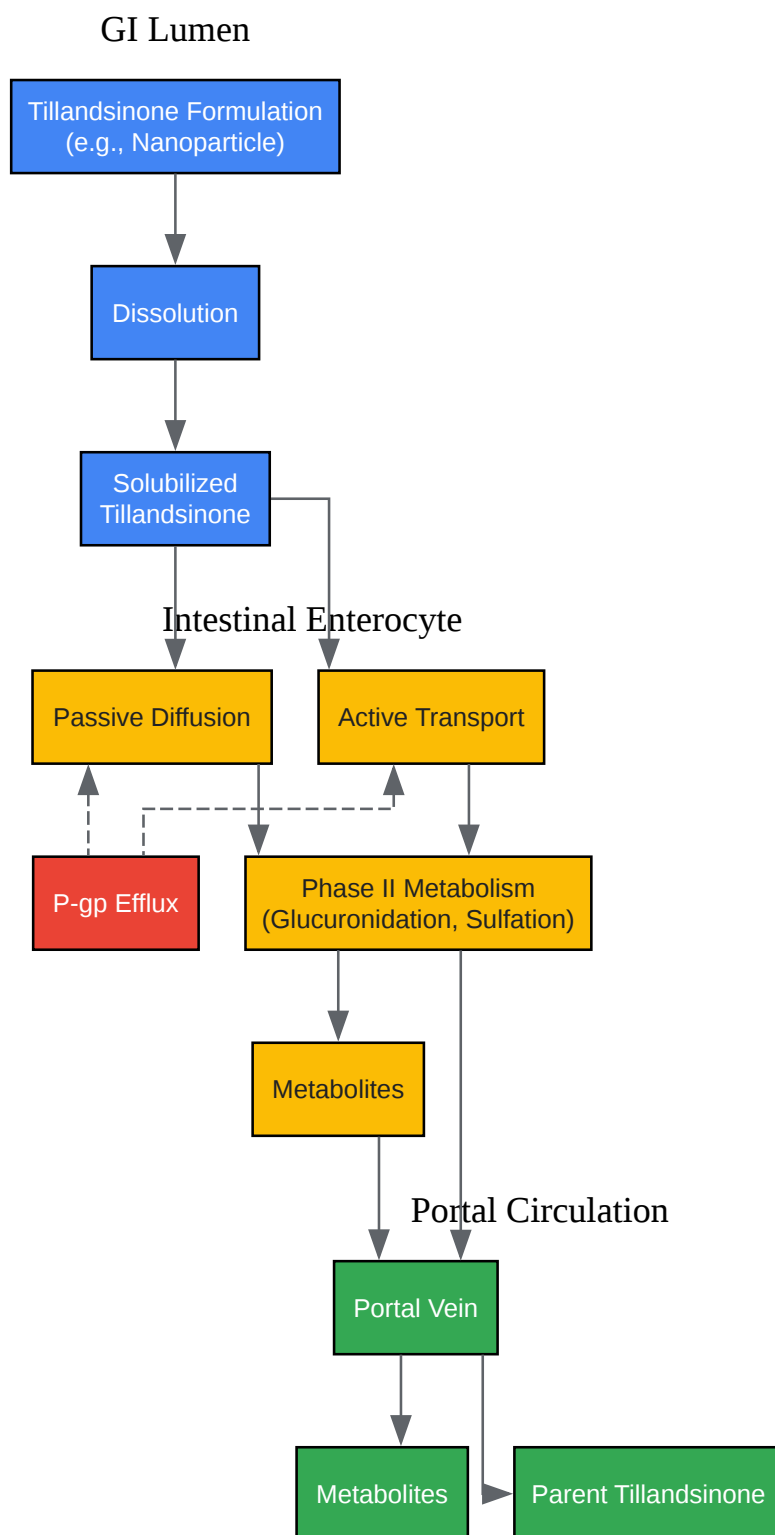 GI Lumen
Tillandsinone Formulation
(e.g., Nanoparticle)
Dissolution
Solubilized
Tillandsinone
Intestinal Enterocyte
Passive Diffusion
Active Transport
P-gp Efflux
Phase II Metabolism
(Glucuronidation, Sulfation)
Metabolites
Portal Circulation
Portal Vein
Metabolites
Parent Tillandsinone